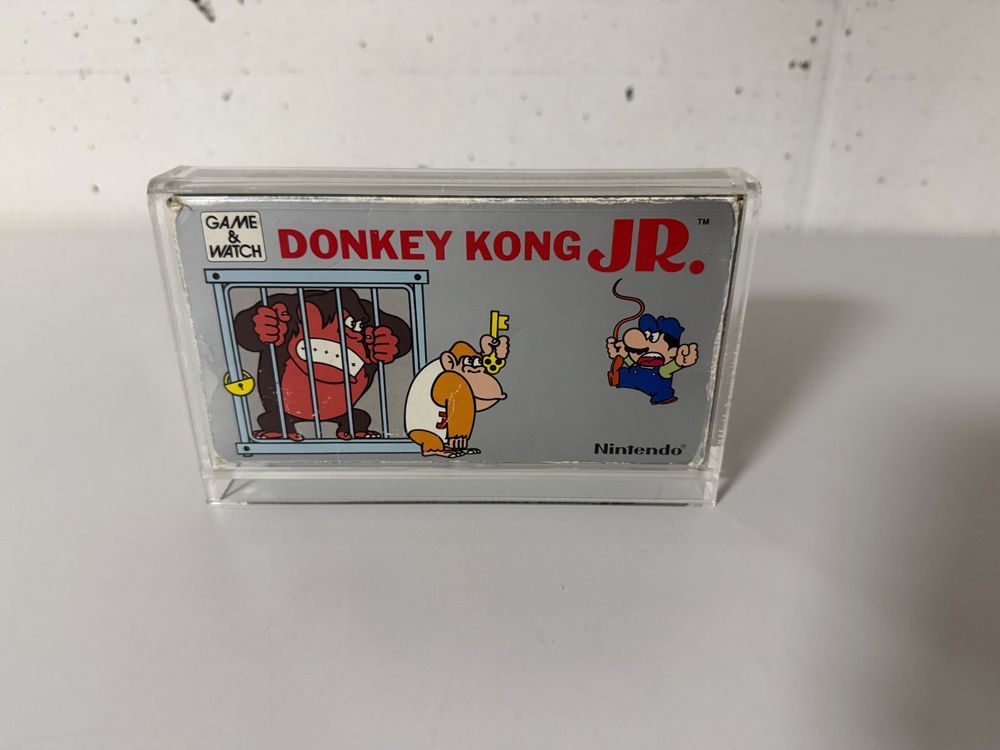 GAME
&
WATCH
DONKEY KONG JR.™
J
Nintendo®